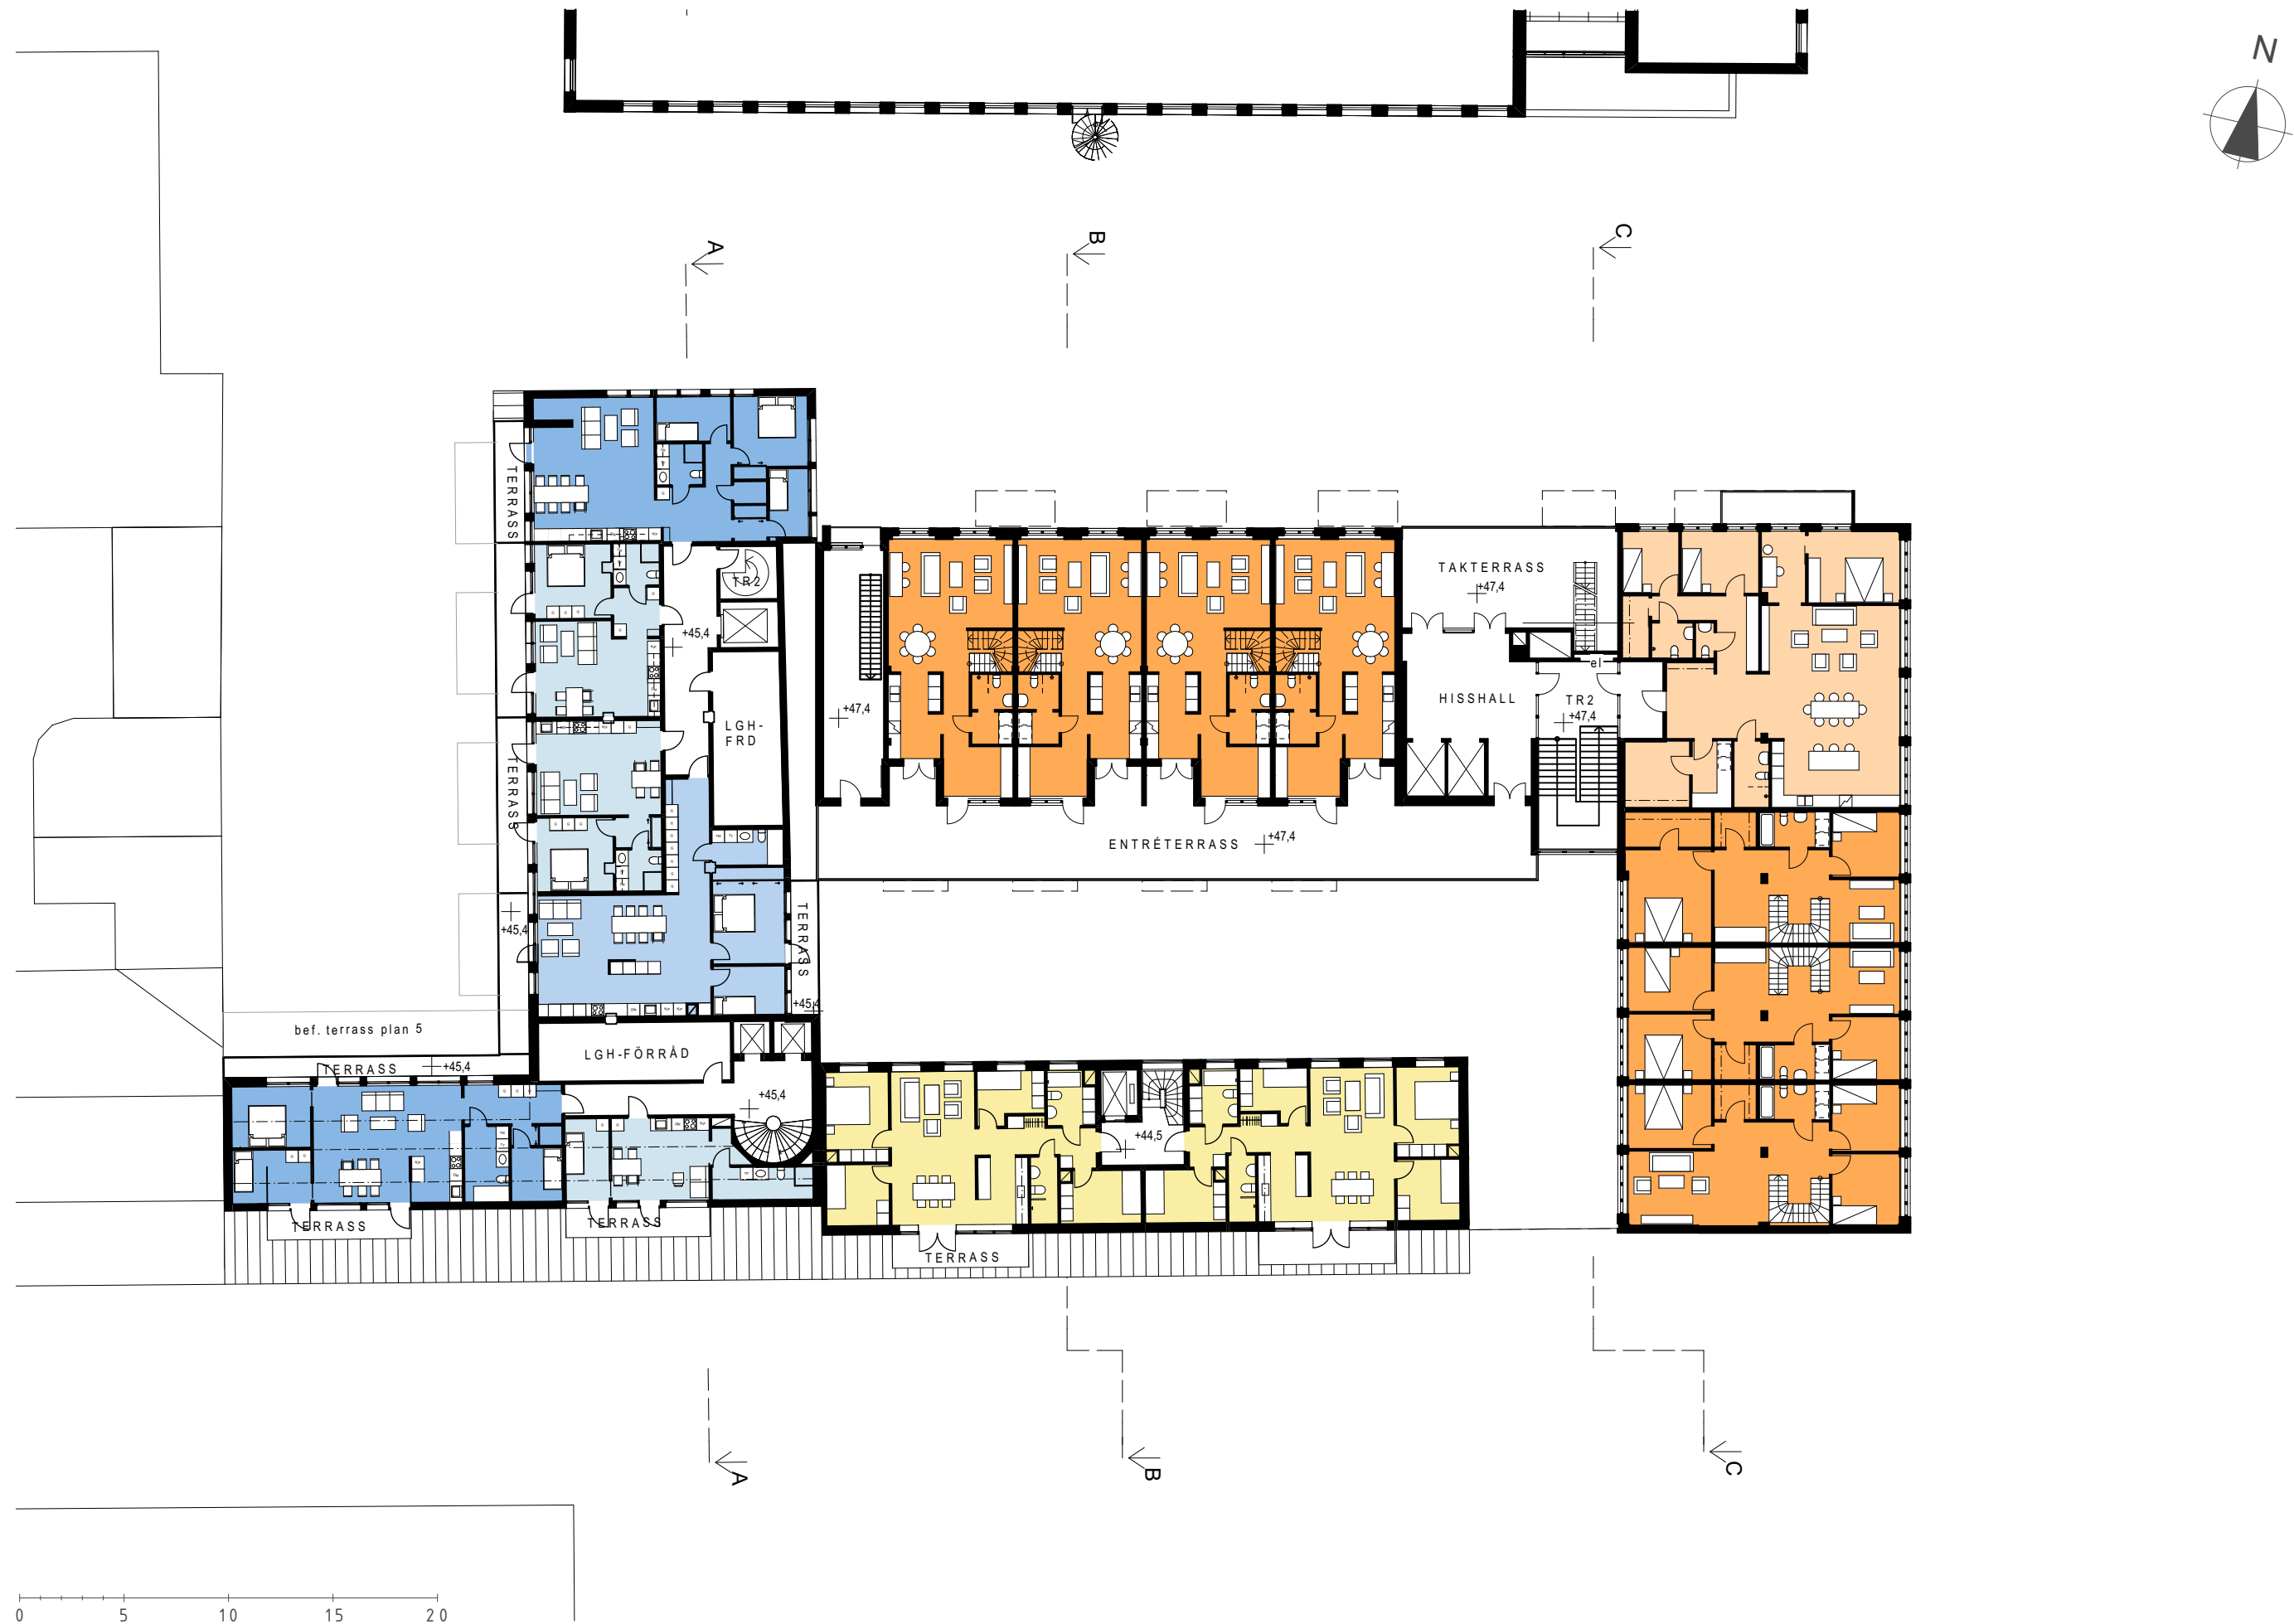 N
A
B
C
TERRASS
TR2
+45,4
LGH-
FRD
TERRASS
+45,4
TERRASS
+45,4
bef. terrass plan 5
LGH-FÖRRÅD
TERRASS
+45,4
+45,4
TERRASS
TERRASS
+47,4
TAKTERRASS
+47,4
el
HISSHALL
TR2
+47,4
ENTRÉTERRASS
+47,4
+44,5
TERRASS
A
B
C
0
5
10
15
20